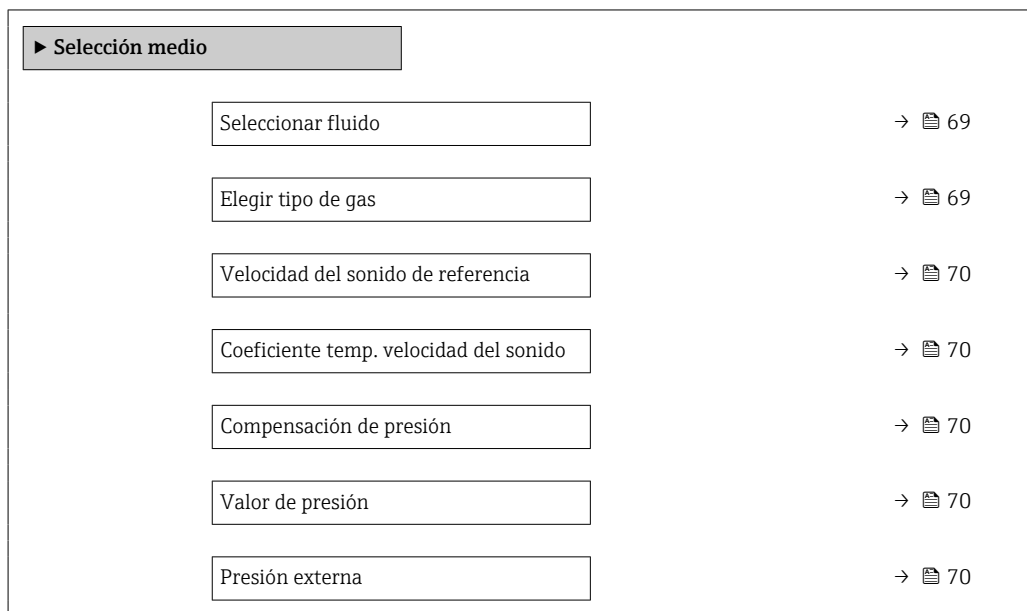 ▶ Selección medio
Seleccionar fluido → 69
Elegir tipo de gas → 69
Velocidad del sonido de referencia → 70
Coeficiente temp. velocidad del sonido → 70
Compensación de presión → 70
Valor de presión → 70
Presión externa → 70